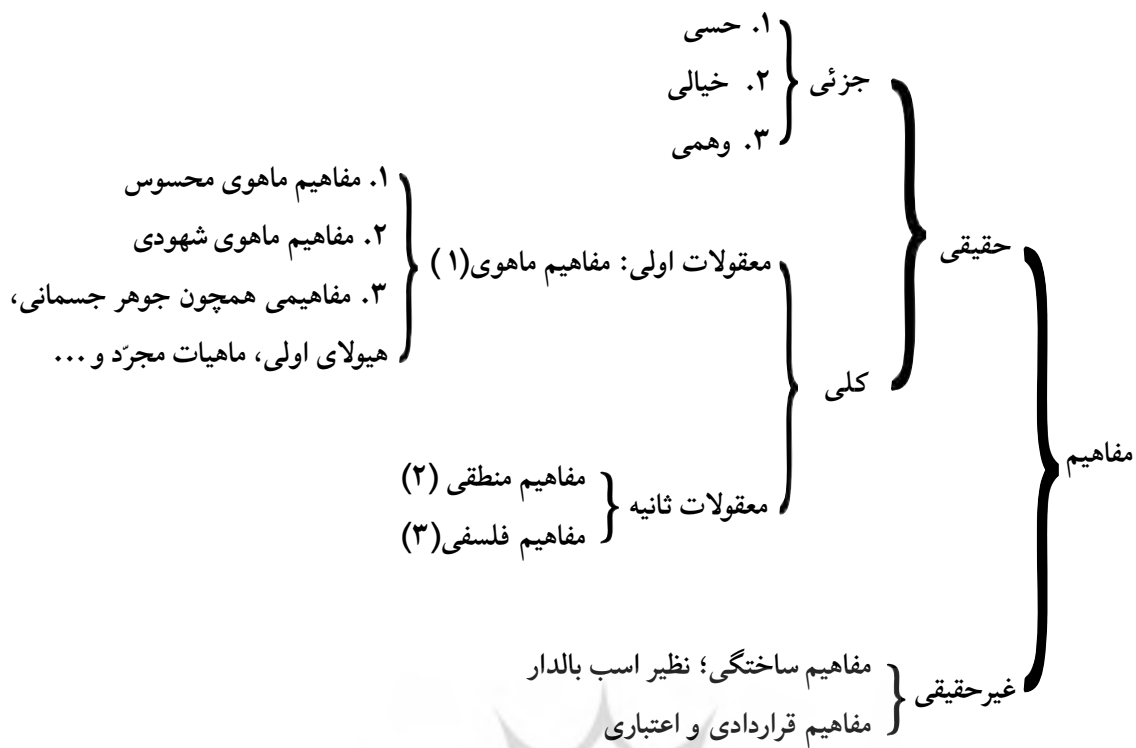 ۱. حسی
جزئی
۲. خیالی
۳. وهمی
۱. مفاهیم ماهوی محسوس
۲. مفاهیم ماهوی شهودی
حقیقی
معقولات اولی: مفاهیم ماهوی(۱)
۳. مفاهیمی همچون جوهر جسمانی،
هیولای اولی، ماهیات مجرّد و ...
کلی
مفاهیم
مفاهیم منطقی (۲)
معقولات ثانیه
مفاهیم فلسفی(۳)
مفاهیم ساختگی؛ نظیر اسب بالدار
غیرحقیقی
مفاهیم قراردادی و اعتباری